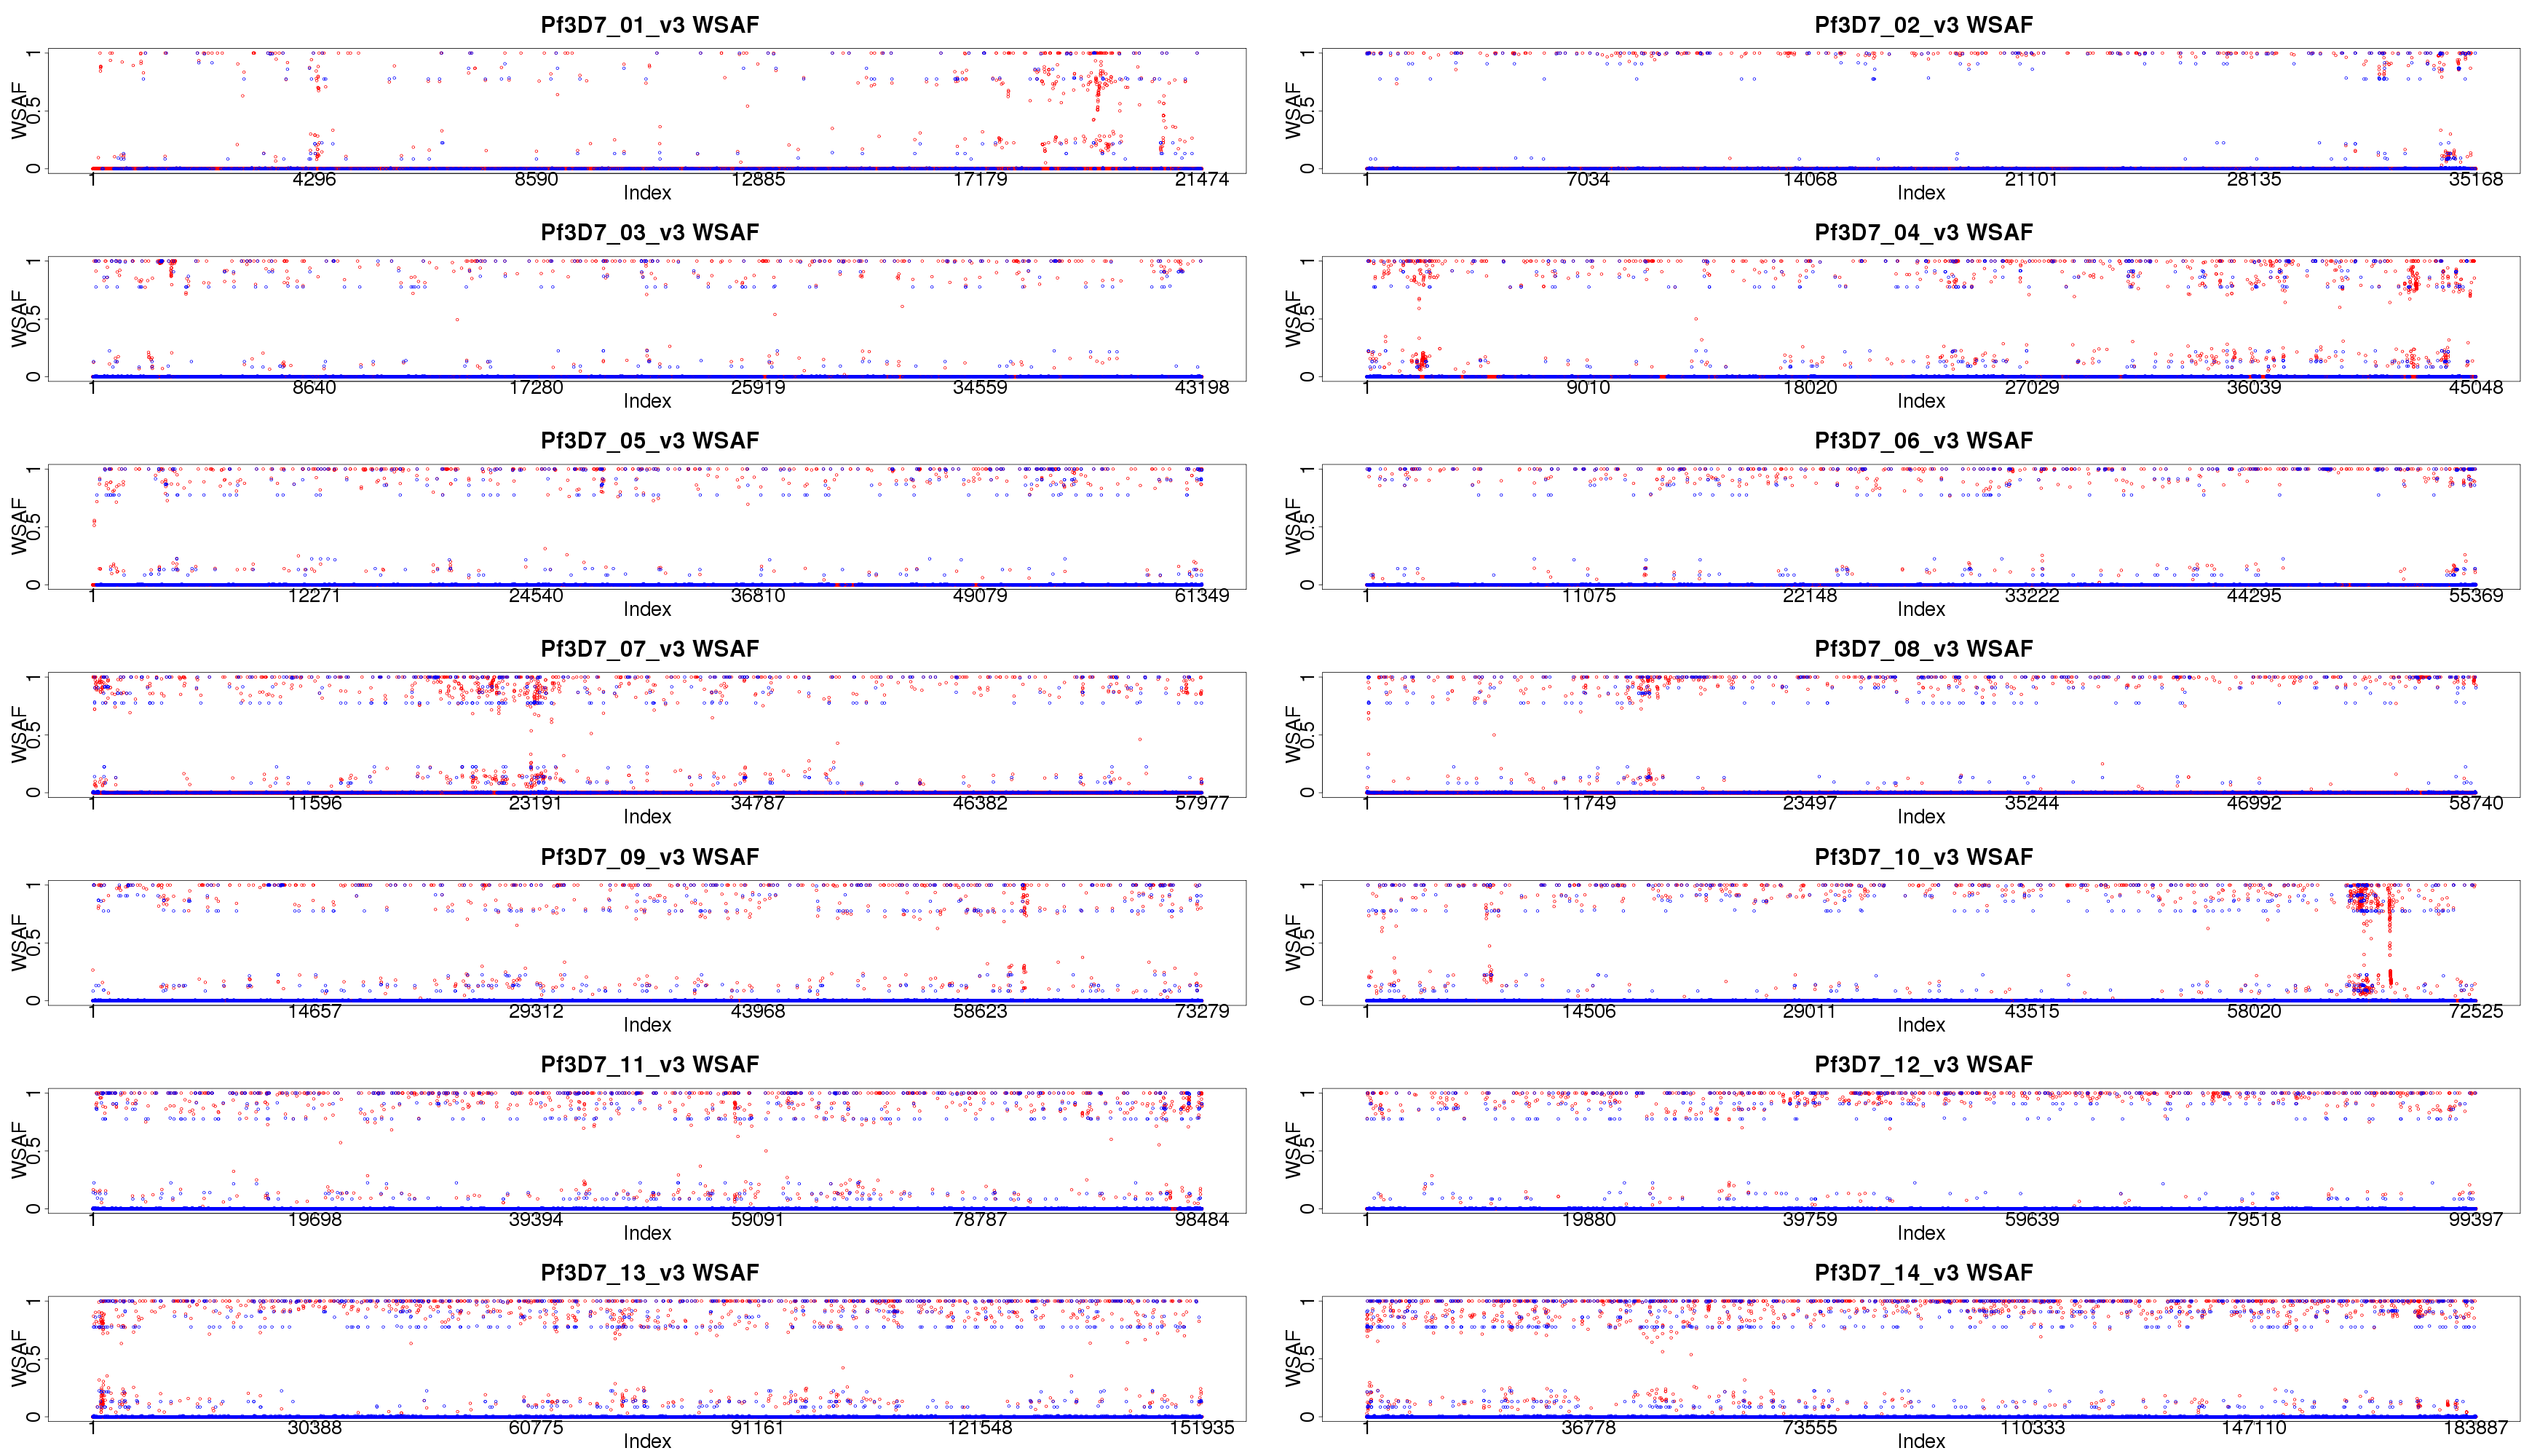 Pf3D7_01_v3 WSAF
WSAF
0 0.5 1
1 4296 8590 12885 17179 21474
Index
Pf3D7_02_v3 WSAF
WSAF
0 0.5 1
1 7034 14068 21101 28135 35168
Index
Pf3D7_03_v3 WSAF
WSAF
0 0.5 1
1 8640 17280 25919 34559 43198
Index
Pf3D7_04_v3 WSAF
WSAF
0 0.5 1
1 9010 18020 27029 36039 45048
Index
Pf3D7_05_v3 WSAF
WSAF
0 0.5 1
1 12271 24540 36810 49079 61349
Index
Pf3D7_06_v3 WSAF
WSAF
0 0.5 1
1 11075 22148 33222 44295 55369
Index
Pf3D7_07_v3 WSAF
WSAF
0 0.5 1
1 11596 23191 34787 46382 57977
Index
Pf3D7_08_v3 WSAF
WSAF
0 0.5 1
1 11749 23497 35244 46992 58740
Index
Pf3D7_09_v3 WSAF
WSAF
0 0.5 1
1 14657 29312 43968 58623 73279
Index
Pf3D7_10_v3 WSAF
WSAF
0 0.5 1
1 14506 29011 43515 58020 72525
Index
Pf3D7_11_v3 WSAF
WSAF
0 0.5 1
1 19698 39394 59091 78787 98484
Index
Pf3D7_12_v3 WSAF
WSAF
0 0.5 1
1 19880 39759 59639 79518 99397
Index
Pf3D7_13_v3 WSAF
WSAF
0 0.5 1
1 30388 60775 91161 121548 151935
Index
Pf3D7_14_v3 WSAF
WSAF
0 0.5 1
1 36778 73555 110333 147110 183887
Index